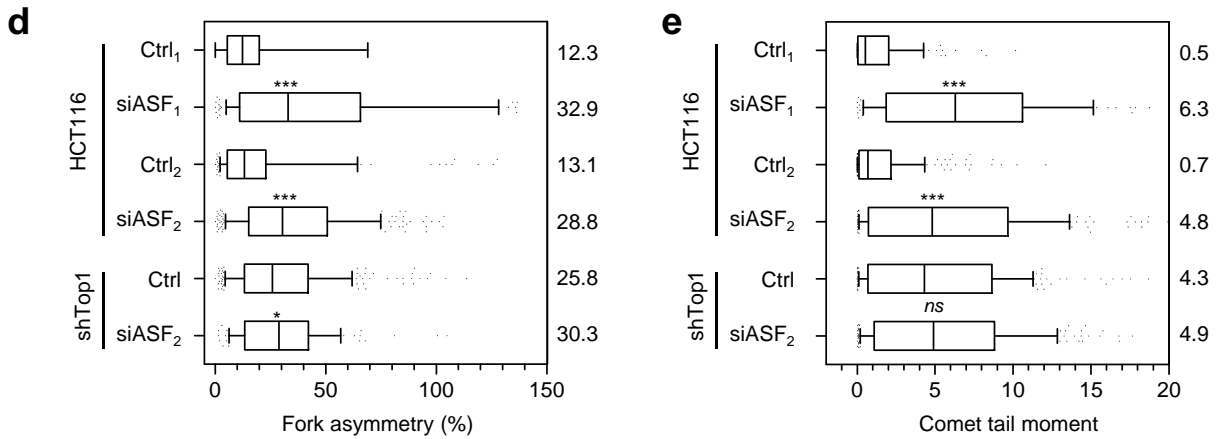 d
HCT116
shTop1
Ctrl₁
12.3
***
siASF₁
32.9
Ctrl₂
13.1
***
siASF₂
28.8
Ctrl
25.8
*
siASF₂
30.3
0 50 100 150
Fork asymmetry (%)
e
HCT116
shTop1
Ctrl₁
0.5
***
siASF₁
6.3
Ctrl₂
0.7
***
siASF₂
4.8
Ctrl
4.3
ns
siASF₂
4.9
0 5 10 15 20
Comet tail moment